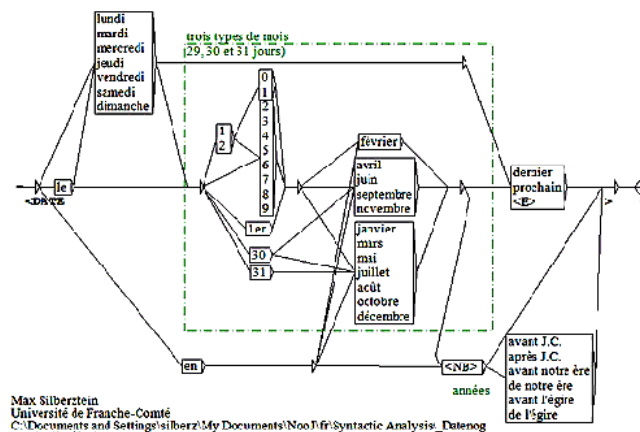 lundi
mardi
mercredi
jeudi
vendredi
samedi
dimanche
trois types de mois
(29, 30 et 31 jours)
0
1
2
3
4
5
6
7
8
9
1
2
1er
30
31
le
<DATE
février
avril
juin
septembre
novembre
janvier
mars
mai
juillet
août
octobre
décembre
dernier
prochain
<E>
>
en
<NB>
années
avant J.C.
après J.C.
avant notre ère
de notre ère
avant l'égire
de l'égire
Max Silberztein
Université de Franche-Comté
C:\Documents and Settings\silberz\My Documents\NooJ\fr\Syntactic Analysis\_Datenog